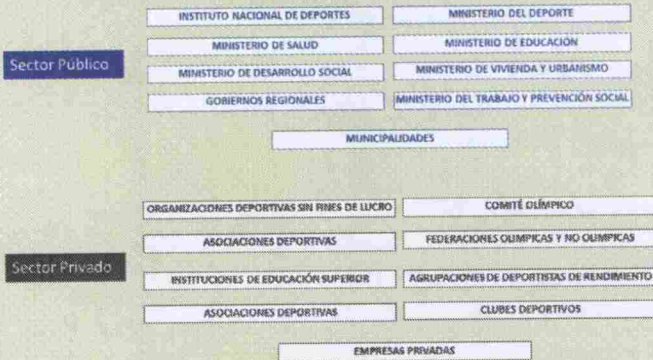 Sector Público
INSTITUTO NACIONAL DE DEPORTES
MINISTERIO DEL DEPORTE
MINISTERIO DE SALUD
MINISTERIO DE EDUCACIÓN
MINISTERIO DE DESARROLLO SOCIAL
MINISTERIO DE VIVIENDA Y URBANISMO
GOBIERNOS REGIONALES
MINISTERIO DEL TRABAJO Y PREVENCIÓN SOCIAL
MUNICIPALIDADES
Sector Privado
ORGANIZACIONES DEPORTIVAS SIN FINES DE LUCRO
COMITÉ OLÍMPICO
ASOCIACIONES DEPORTIVAS
FEDERACIONES OLIMPICAS Y NO OLIMPICAS
INSTITUCIONES DE EDUCACIÓN SUPERIOR
AGRUPACIONES DE DEPORTISTAS DE RENDIMIENTO
ASOCIACIONES DEPORTIVAS
CLUBES DEPORTIVOS
EMPRESAS PRIVADAS